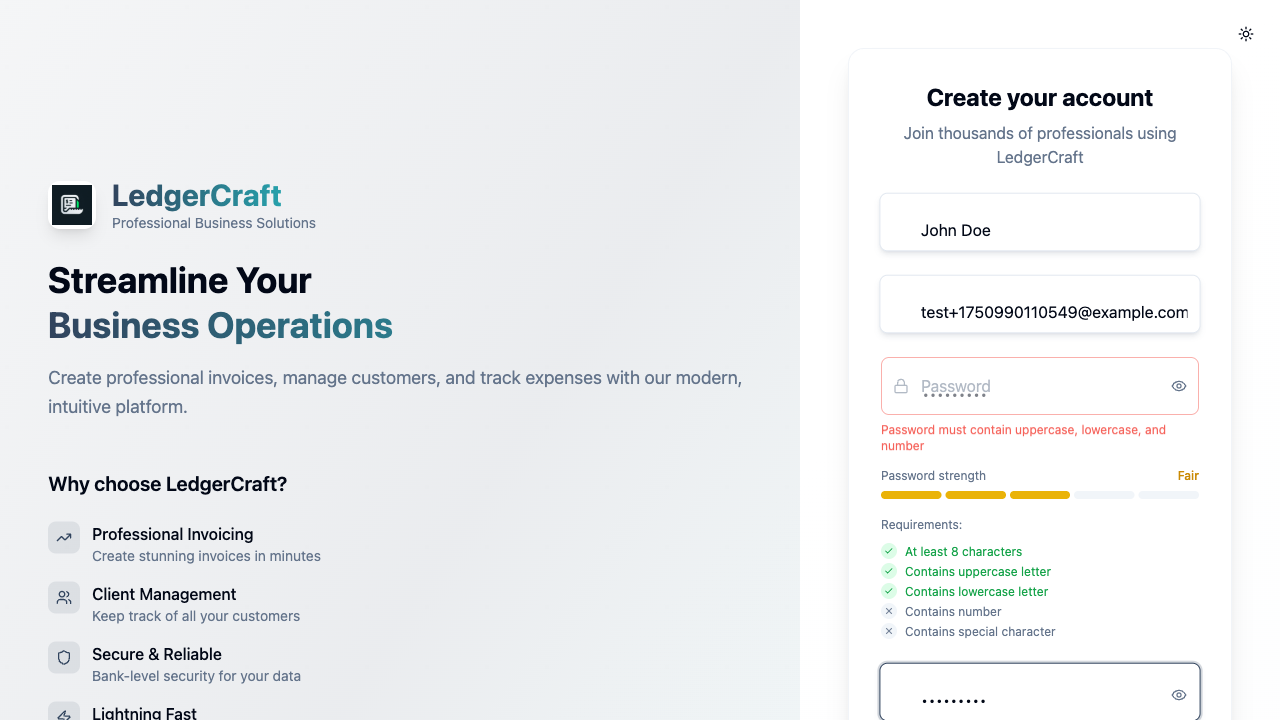 LedgerCraft
Professional Business Solutions
Streamline Your
Business Operations
Create professional invoices, manage customers, and track expenses with our modern,
intuitive platform.
Why choose LedgerCraft?
Professional Invoicing
Create stunning invoices in minutes
Client Management
Keep track of all your customers
Secure & Reliable
Bank-level security for your data
Lightning Fast
Create your account
Join thousands of professionals using
LedgerCraft
John Doe
test+1750990110549@example.com
Password
•••••••••
Password must contain uppercase, lowercase, and
number
Password strength
Fair
Requirements:
At least 8 characters
Contains uppercase letter
Contains lowercase letter
Contains number
Contains special character
•••••••••